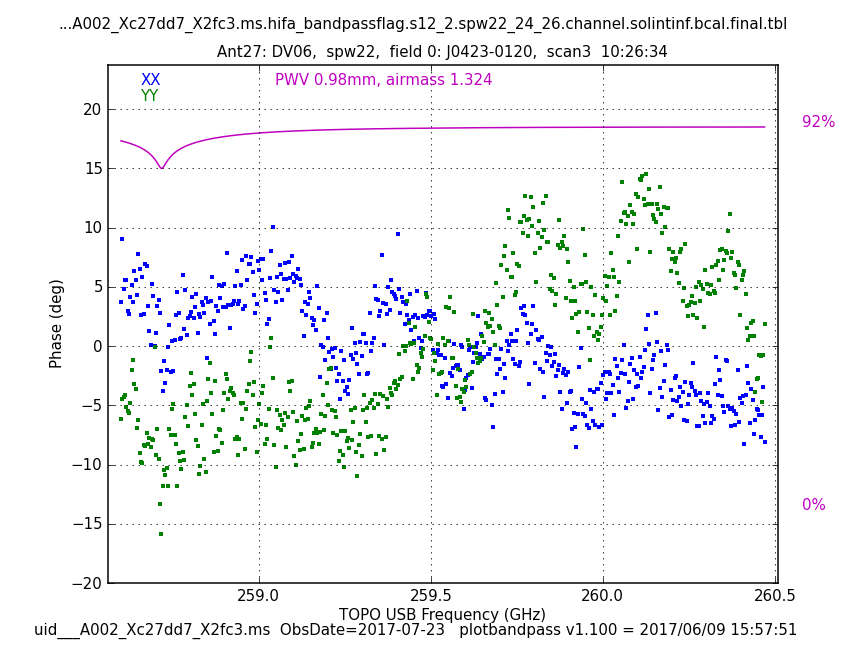 ...A002_Xc27dd7_X2fc3.ms.hifa_bandpassflag.s12_2.spw22_24_26.channel.solintinf.bcal.final.tbl
Ant27: DV06, spw22, field 0: J0423-0120, scan3 10:26:34
XX
PWV 0.98mm, airmass 1.324
YY
20
92%
15
10
5
0
−5
−10
0%
−15
−20
Phase (deg)
259.0 259.5 260.0 260.5
TOPO USB Frequency (GHz)
uid___A002_Xc27dd7_X2fc3.ms ObsDate=2017-07-23 plotbandpass v1.100 = 2017/06/09 15:57:51